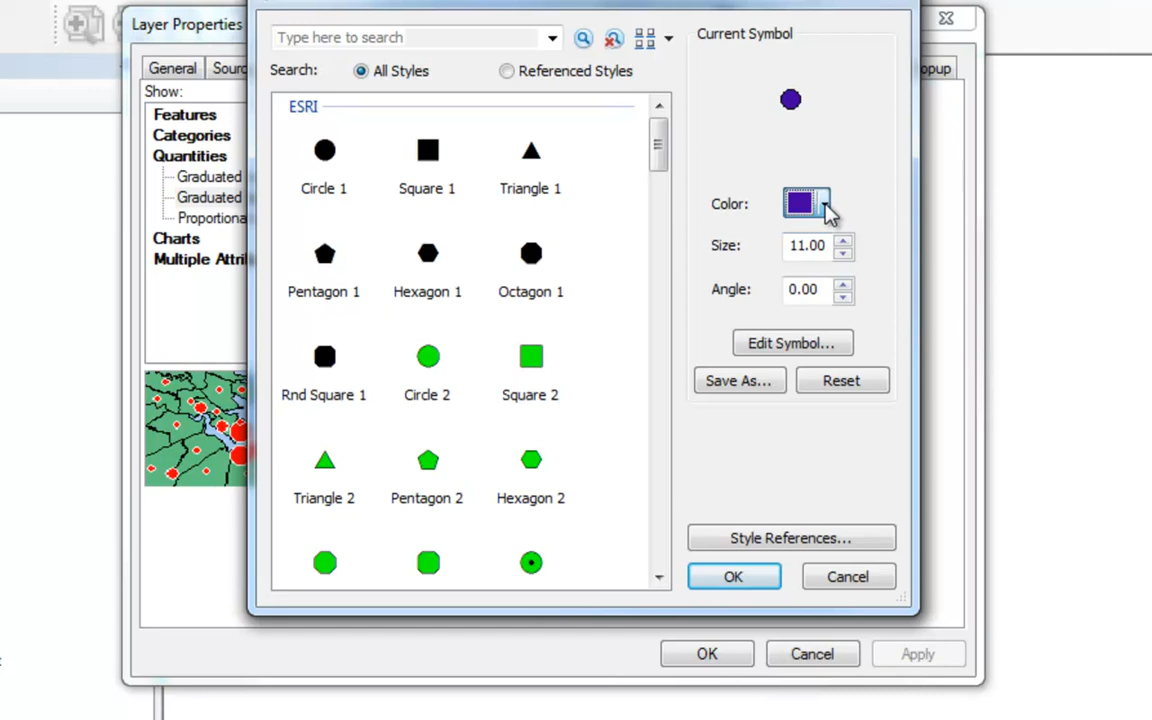 Layer Properties
General Sourc opup
Show:
Features
Categories
Quantities
Graduated
Graduated
Proportiona
Charts
Multiple Attri
Type here to search
Search: All Styles Referenced Styles
ESRI
Circle 1 Square 1 Triangle 1
Pentagon 1 Hexagon 1 Octagon 1
Rnd Square 1 Circle 2 Square 2
Triangle 2 Pentagon 2 Hexagon 2
Current Symbol
Color:
Size: 11.00
Angle: 0.00
Edit Symbol...
Save As... Reset
Style References...
OK Cancel
OK Cancel Apply